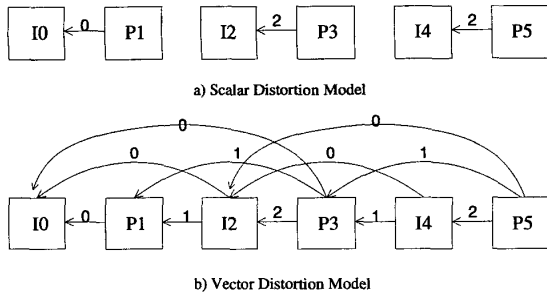 I0 0 P1 I2 2 P3 I4 2 P5
a) Scalar Distortion Model
0 0
0 1 0 1
I0 0 P1 1 I2 2 P3 1 I4 2 P5
b) Vector Distortion Model